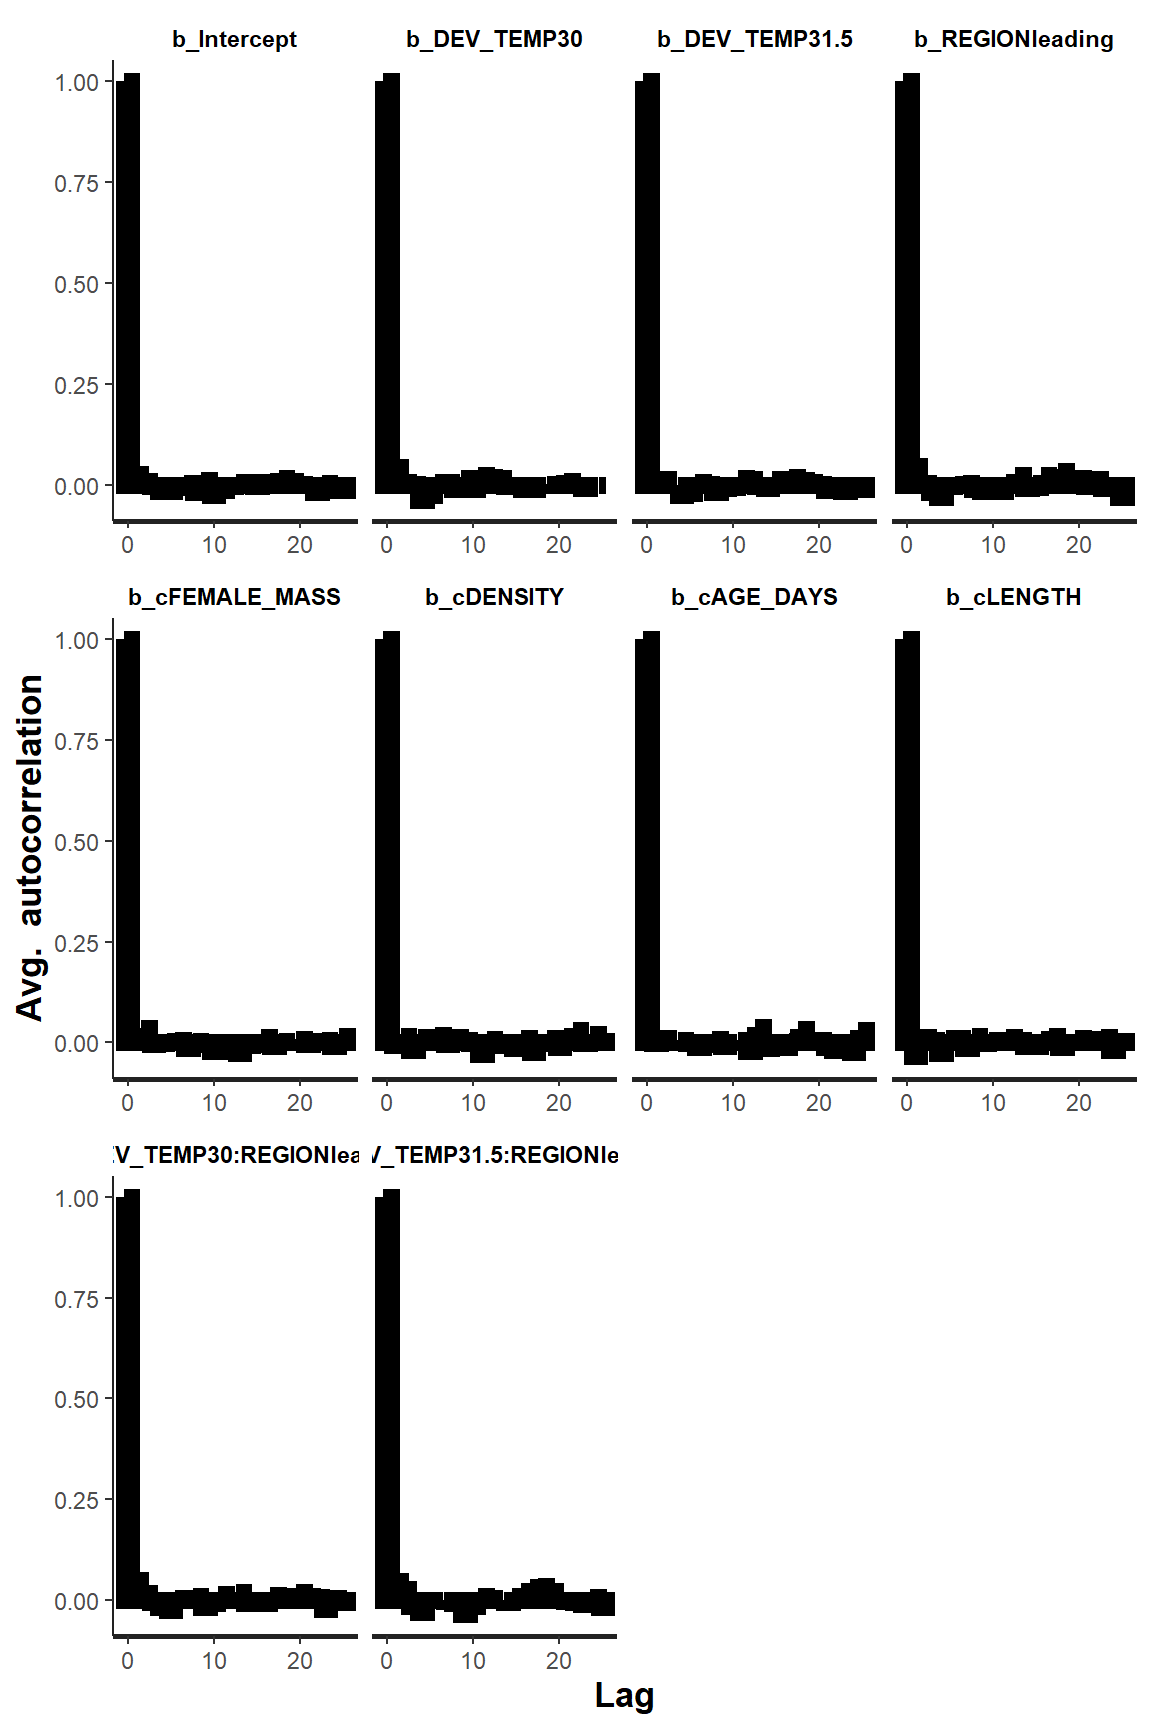 b_Intercept b_DEV_TEMP30 b_DEV_TEMP31.5 b_REGIONleading
1.00
0.75
0.50
0.25
0.00
0 10 20 0 10 20 0 10 20 0 10 20
b_cFEMALE_MASS b_cDENSITY b_cAGE_DAYS b_cLENGTH
1.00
0.75
0.50
0.25
0.00
0 10 20 0 10 20 0 10 20 0 10 20
Avg. autocorrelation
V_TEMP30:REGIONlea V_TEMP31.5:REGIONle
1.00
0.75
0.50
0.25
0.00
0 10 20 0 10 20
Lag